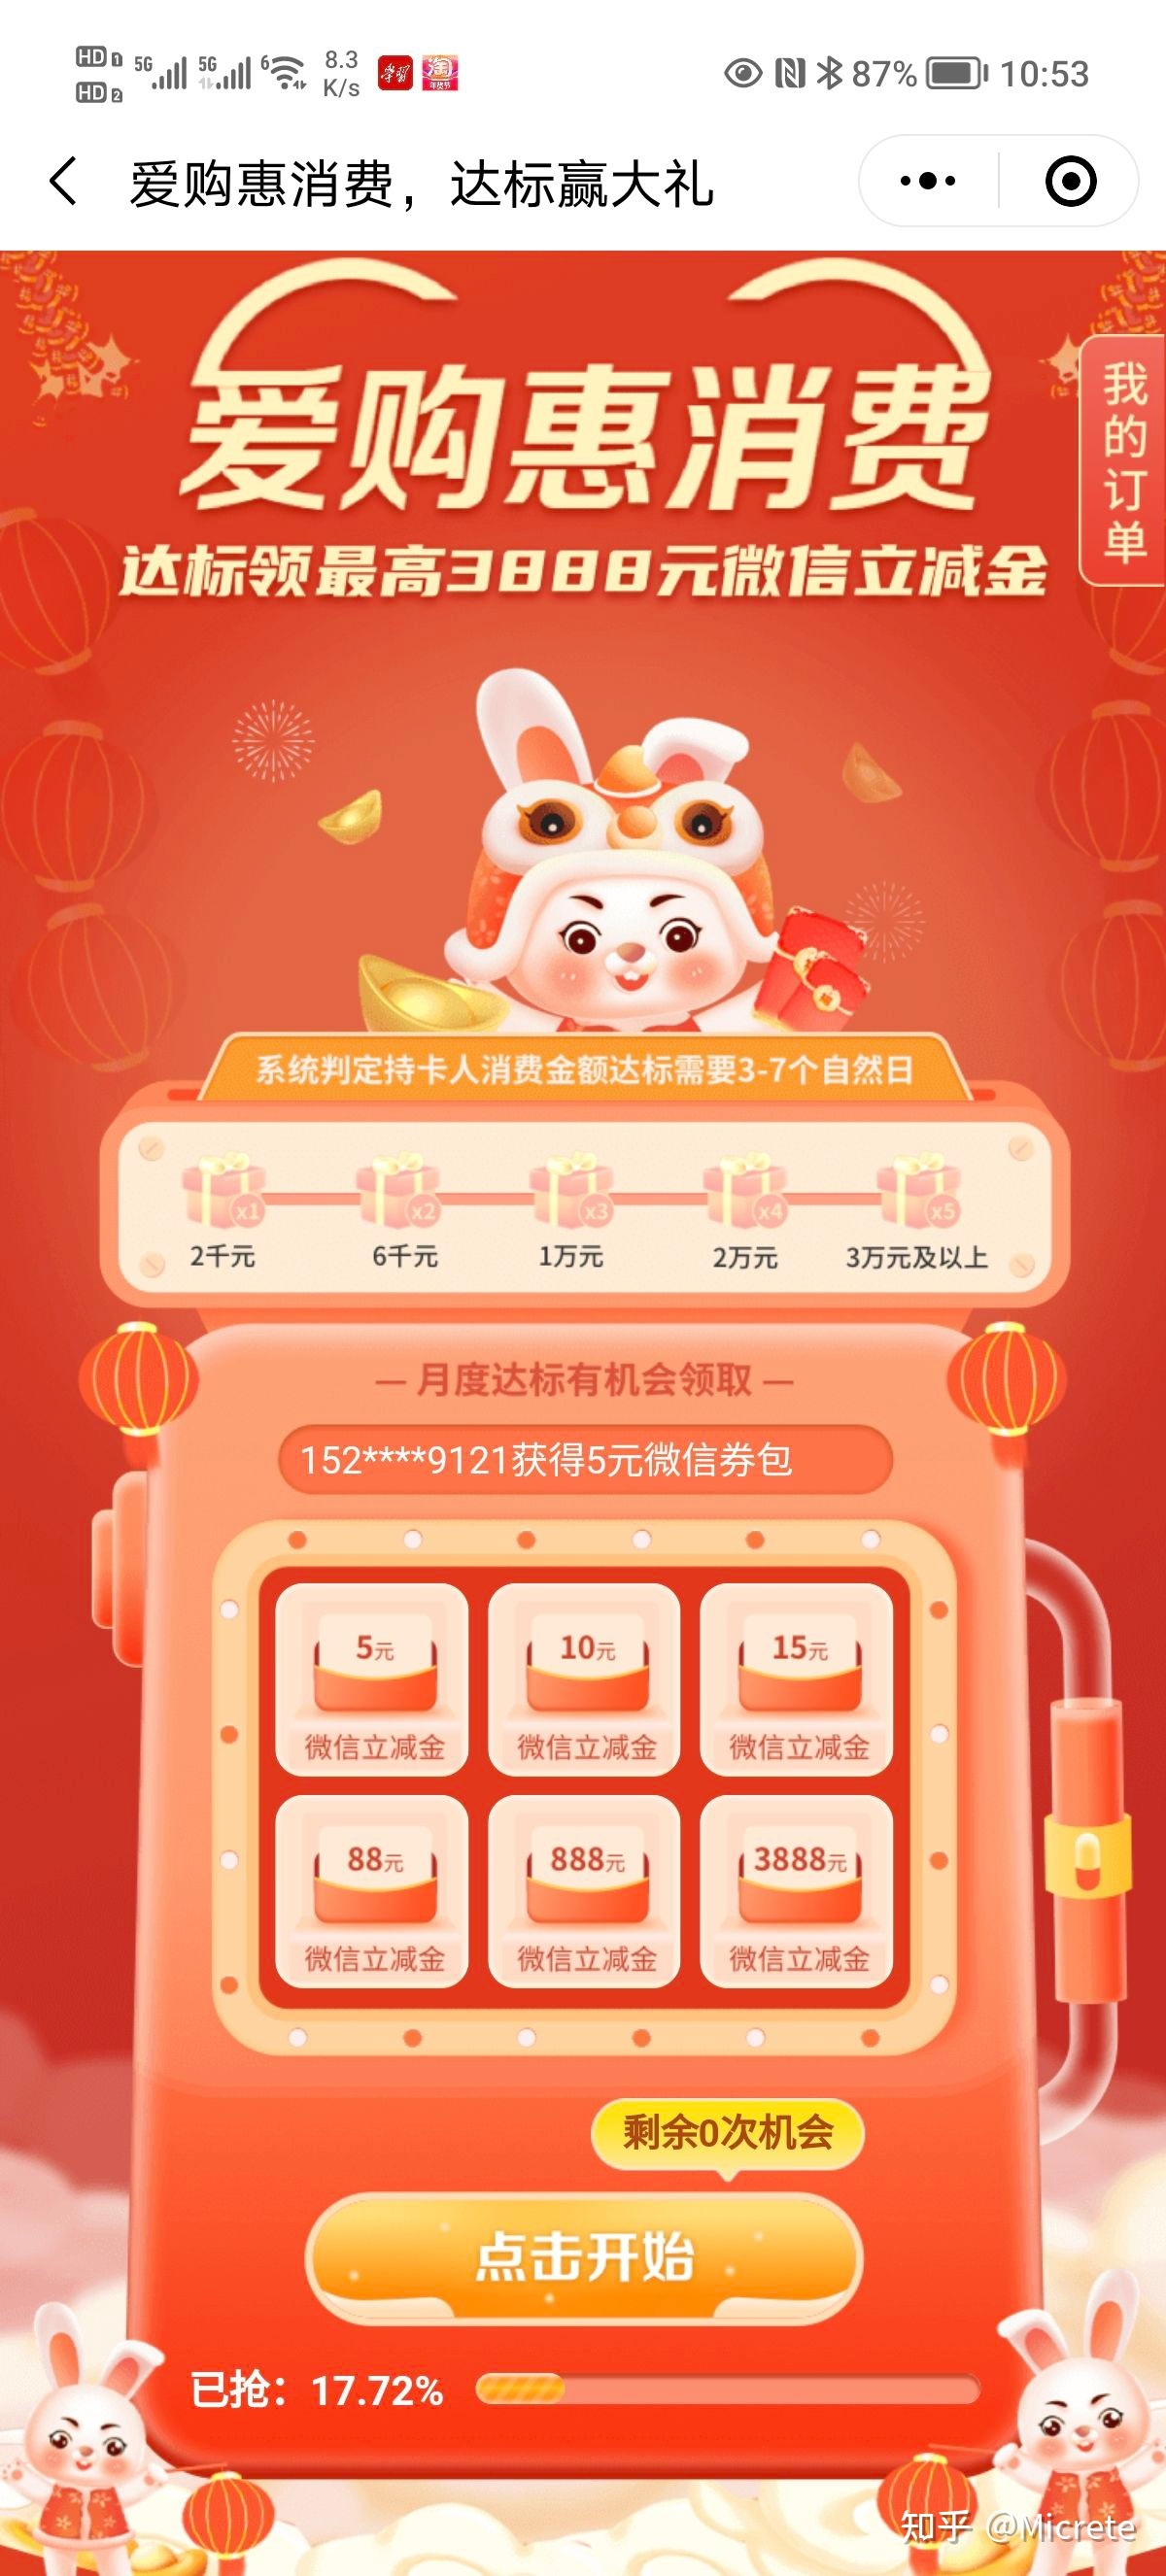 HD 1 5G 5G 6 8.3 87% 10:53
HD 2 K/s
学习
淘
年货节
爱购惠消费，达标赢大礼
爱购惠消费
我的订单
达标领最高3888元微信立减金
系统判定持卡人消费金额达标需要3-7个自然日
x1 x2 x3 x4 x5
2千元 6千元 1万元 2万元 3万元及以上
— 月度达标有机会领取 —
152****9121获得5元微信券包
5元 10元 15元
微信立减金 微信立减金 微信立减金
88元 888元 3888元
微信立减金 微信立减金 微信立减金
剩余0次机会
点击开始
已抢：17.72%
知乎 @Micrete